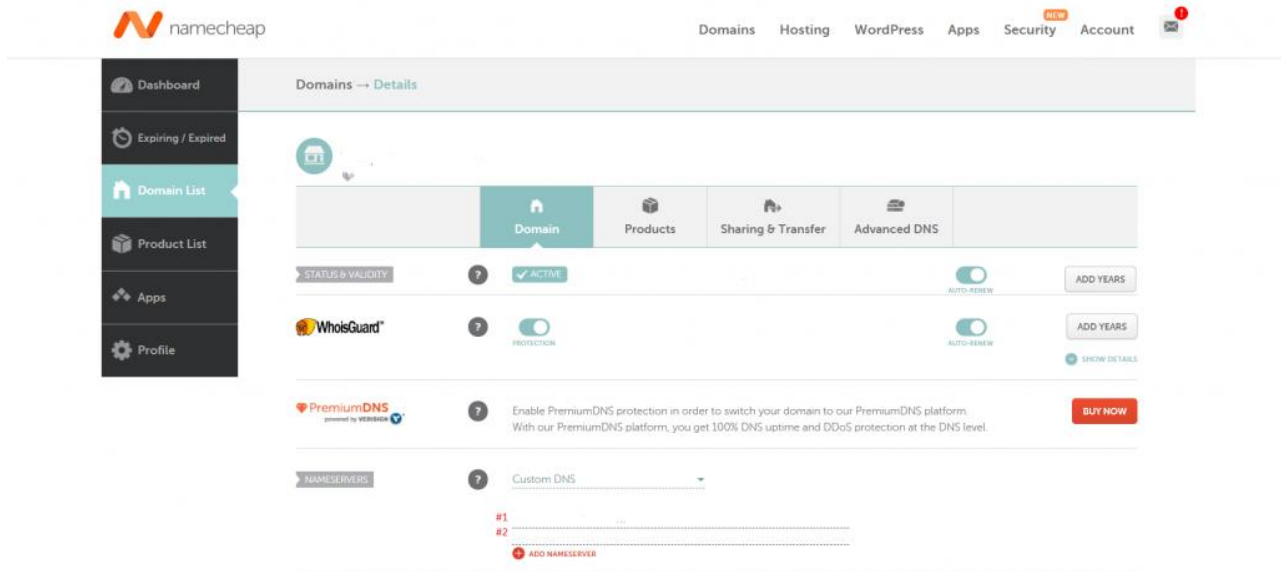 namecheap
Domains Hosting WordPress Apps NEW Security Account !
Dashboard
Expiring / Expired
Domain List
Product List
Apps
Profile
Domains → Details
Domain Products Sharing & Transfer Advanced DNS
STATUS & VALIDITY ? ACTIVE AUTO-RENEW ADD YEARS
WhoisGuard™ ? PROTECTION AUTO-RENEW ADD YEARS
SHOW DETAILS
PremiumDNS ? Enable PremiumDNS protection in order to switch your domain to our PremiumDNS platform. BUY NOW
powered by VERISIGN With our PremiumDNS platform, you get 100% DNS uptime and DDoS protection at the DNS level.
NAMESERVERS ? Custom DNS
#1
#2
ADD NAMESERVER